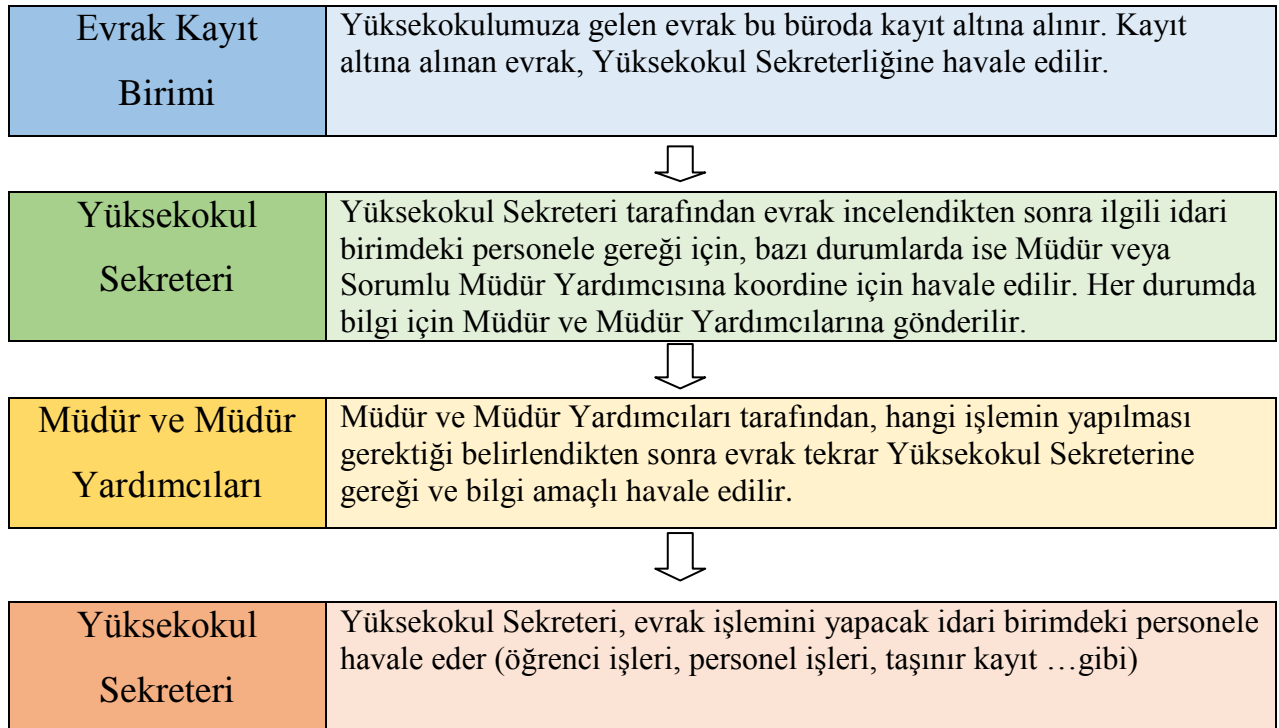 Evrak Kayıt
Birimi
Yüksekokulumuza gelen evrak bu büroda kayıt altına alınır. Kayıt
altına alınan evrak, Yüksekokul Sekreterliğine havale edilir.
Yüksekokul
Sekreteri
Yüksekokul Sekreteri tarafından evrak incelendikten sonra ilgili idari
birimdeki personele gereği için, bazı durumlarda ise Müdür veya
Sorumlu Müdür Yardımcısına koordine için havale edilir. Her durumda
bilgi için Müdür ve Müdür Yardımcılarına gönderilir.
Müdür ve Müdür
Yardımcıları
Müdür ve Müdür Yardımcıları tarafından, hangi işlemin yapılması
gerektiği belirlendikten sonra evrak tekrar Yüksekokul Sekreterine
gereği ve bilgi amaçlı havale edilir.
Yüksekokul
Sekreteri
Yüksekokul Sekreteri, evrak işlemini yapacak idari birimdeki personele
havale eder (öğrenci işleri, personel işleri, taşınır kayıt …gibi)